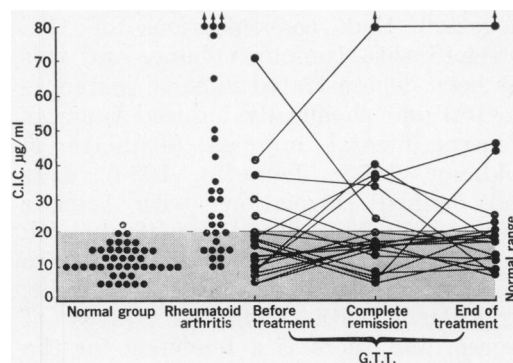 C.I.C. µg/ml
80
70
60
50
40
30
20
10
0
Normal group
Rheumatoid
arthritis
Before
treatment
Complete
remission
End of
treatment
Normal range
G.T.T.